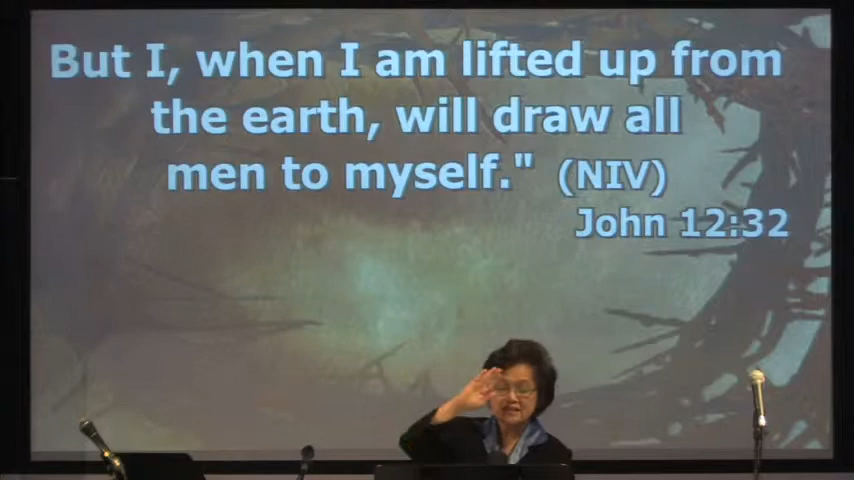 But I, when I am lifted up from
the earth, will draw all
men to myself." (NIV)
John 12:32